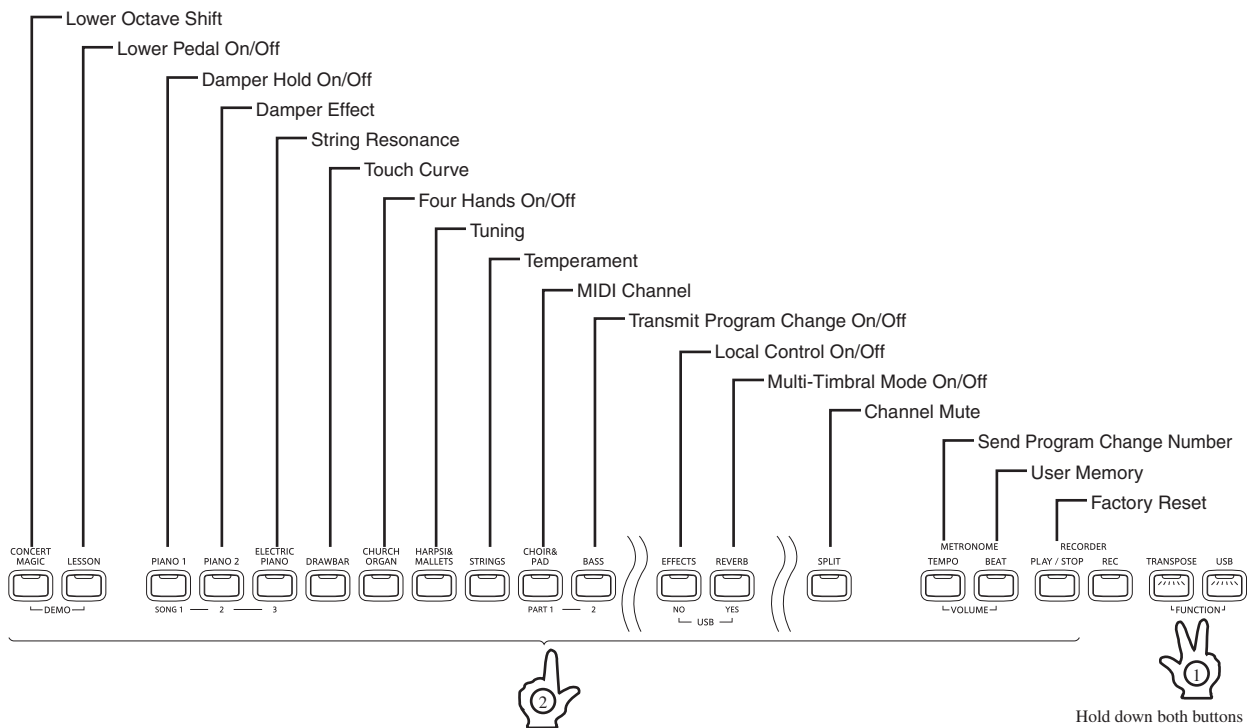 Lower Octave Shift
Lower Pedal On/Off
Damper Hold On/Off
Damper Effect
String Resonance
Touch Curve
Four Hands On/Off
Tuning
Temperament
MIDI Channel
Transmit Program Change On/Off
Local Control On/Off
Multi-Timbral Mode On/Off
Channel Mute
Send Program Change Number
User Memory
Factory Reset
CONCERT MAGIC
LESSON
PIANO 1
PIANO 2
ELECTRIC PIANO
DRAWBAR
CHURCH ORGAN
HARPSI& MALLETS
STRINGS
CHOIR& PAD
BASS
EFFECTS
REVERB
SPLIT
METRONOME
TEMPO
BEAT
RECORDER
PLAY / STOP
REC
TRANSPOSE
USB
DEMO
SONG 1
2
3
PART 1
2
NO
YES
USB
VOLUME
FUNCTION
2
1
Hold down both buttons